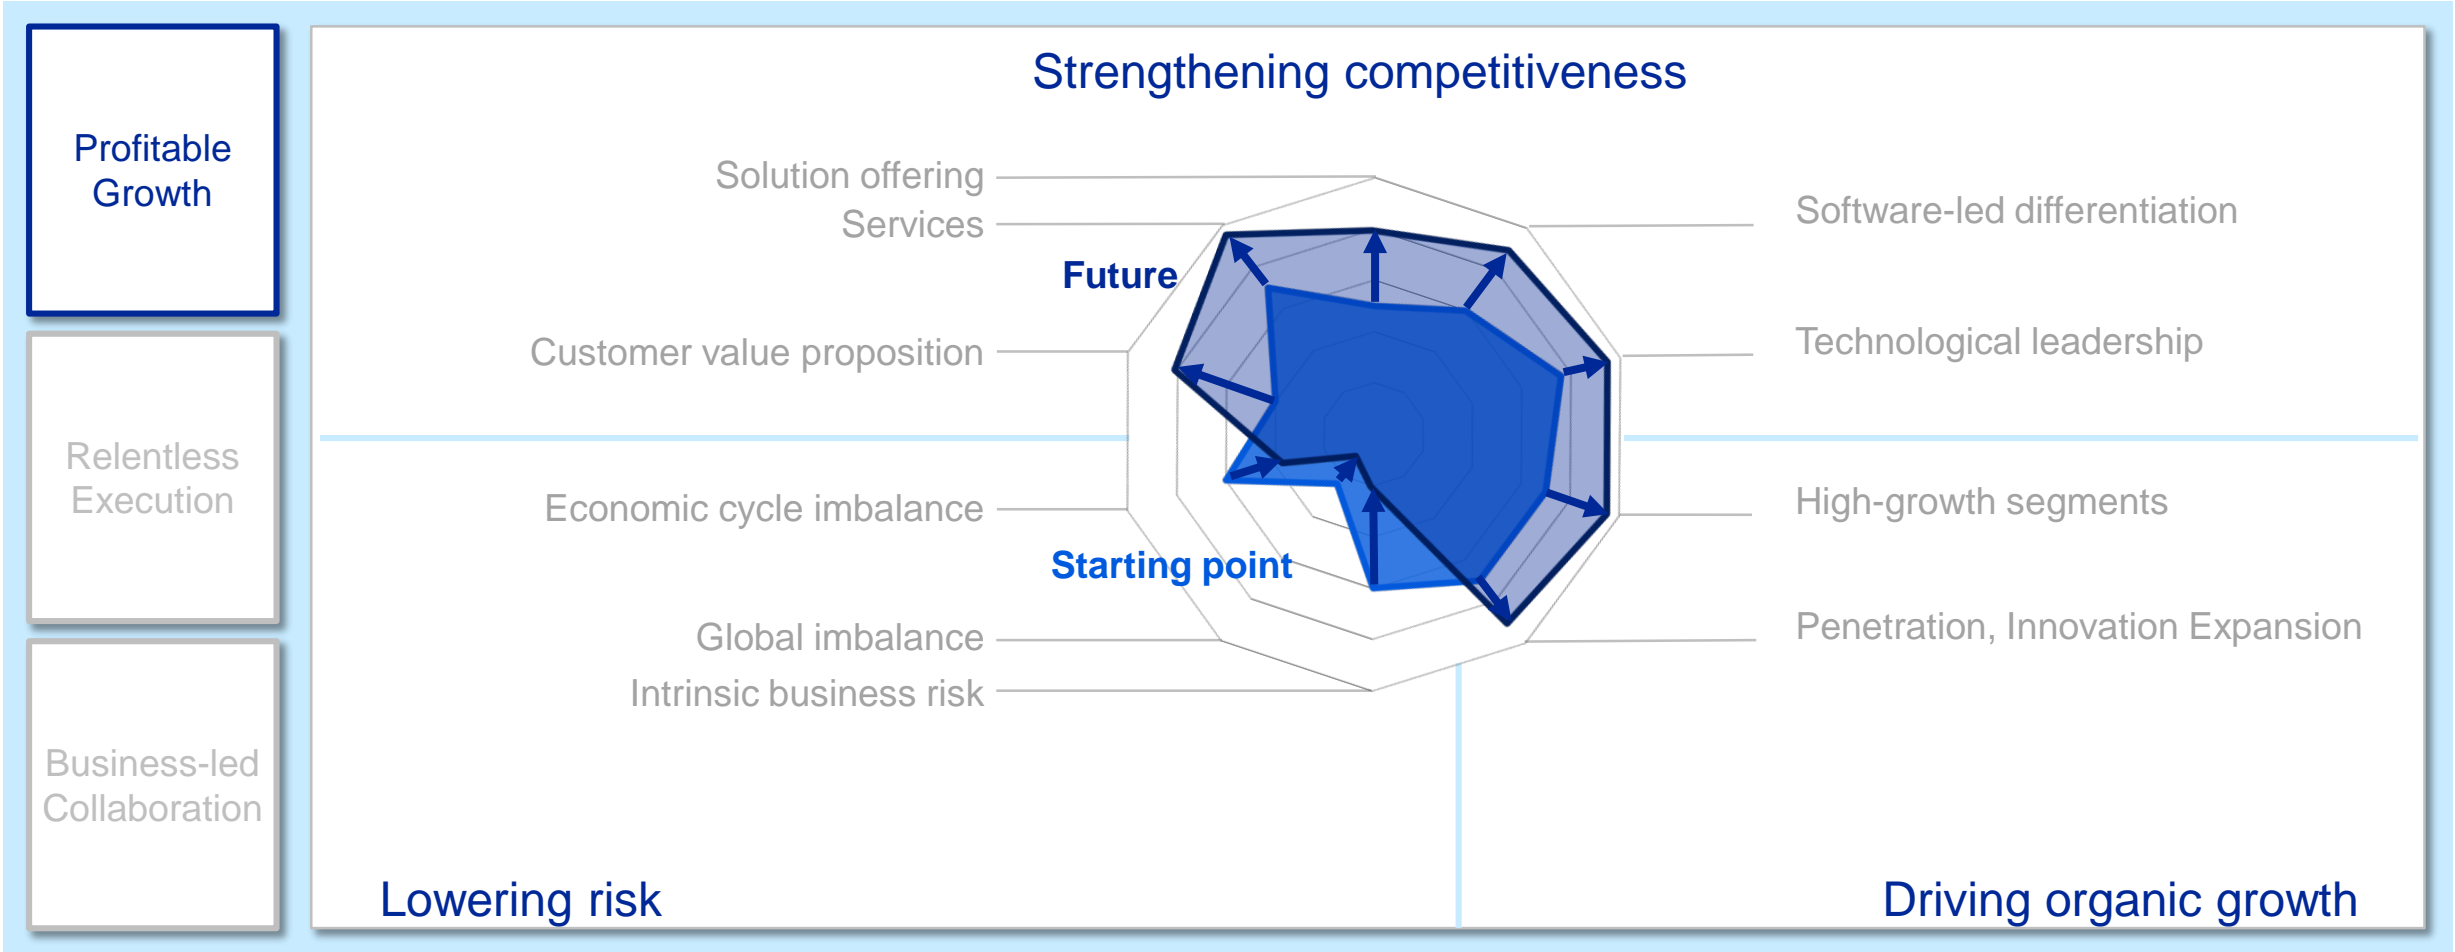 Profitable
Growth
Relentless
Execution
Business-led
Collaboration
Strengthening competitiveness
Solution offering
Services
Future
Customer value proposition
Software-led differentiation
Technological leadership
Economic cycle imbalance
Starting point
Global imbalance
Intrinsic business risk
High-growth segments
Penetration, Innovation Expansion
Lowering risk
Driving organic growth